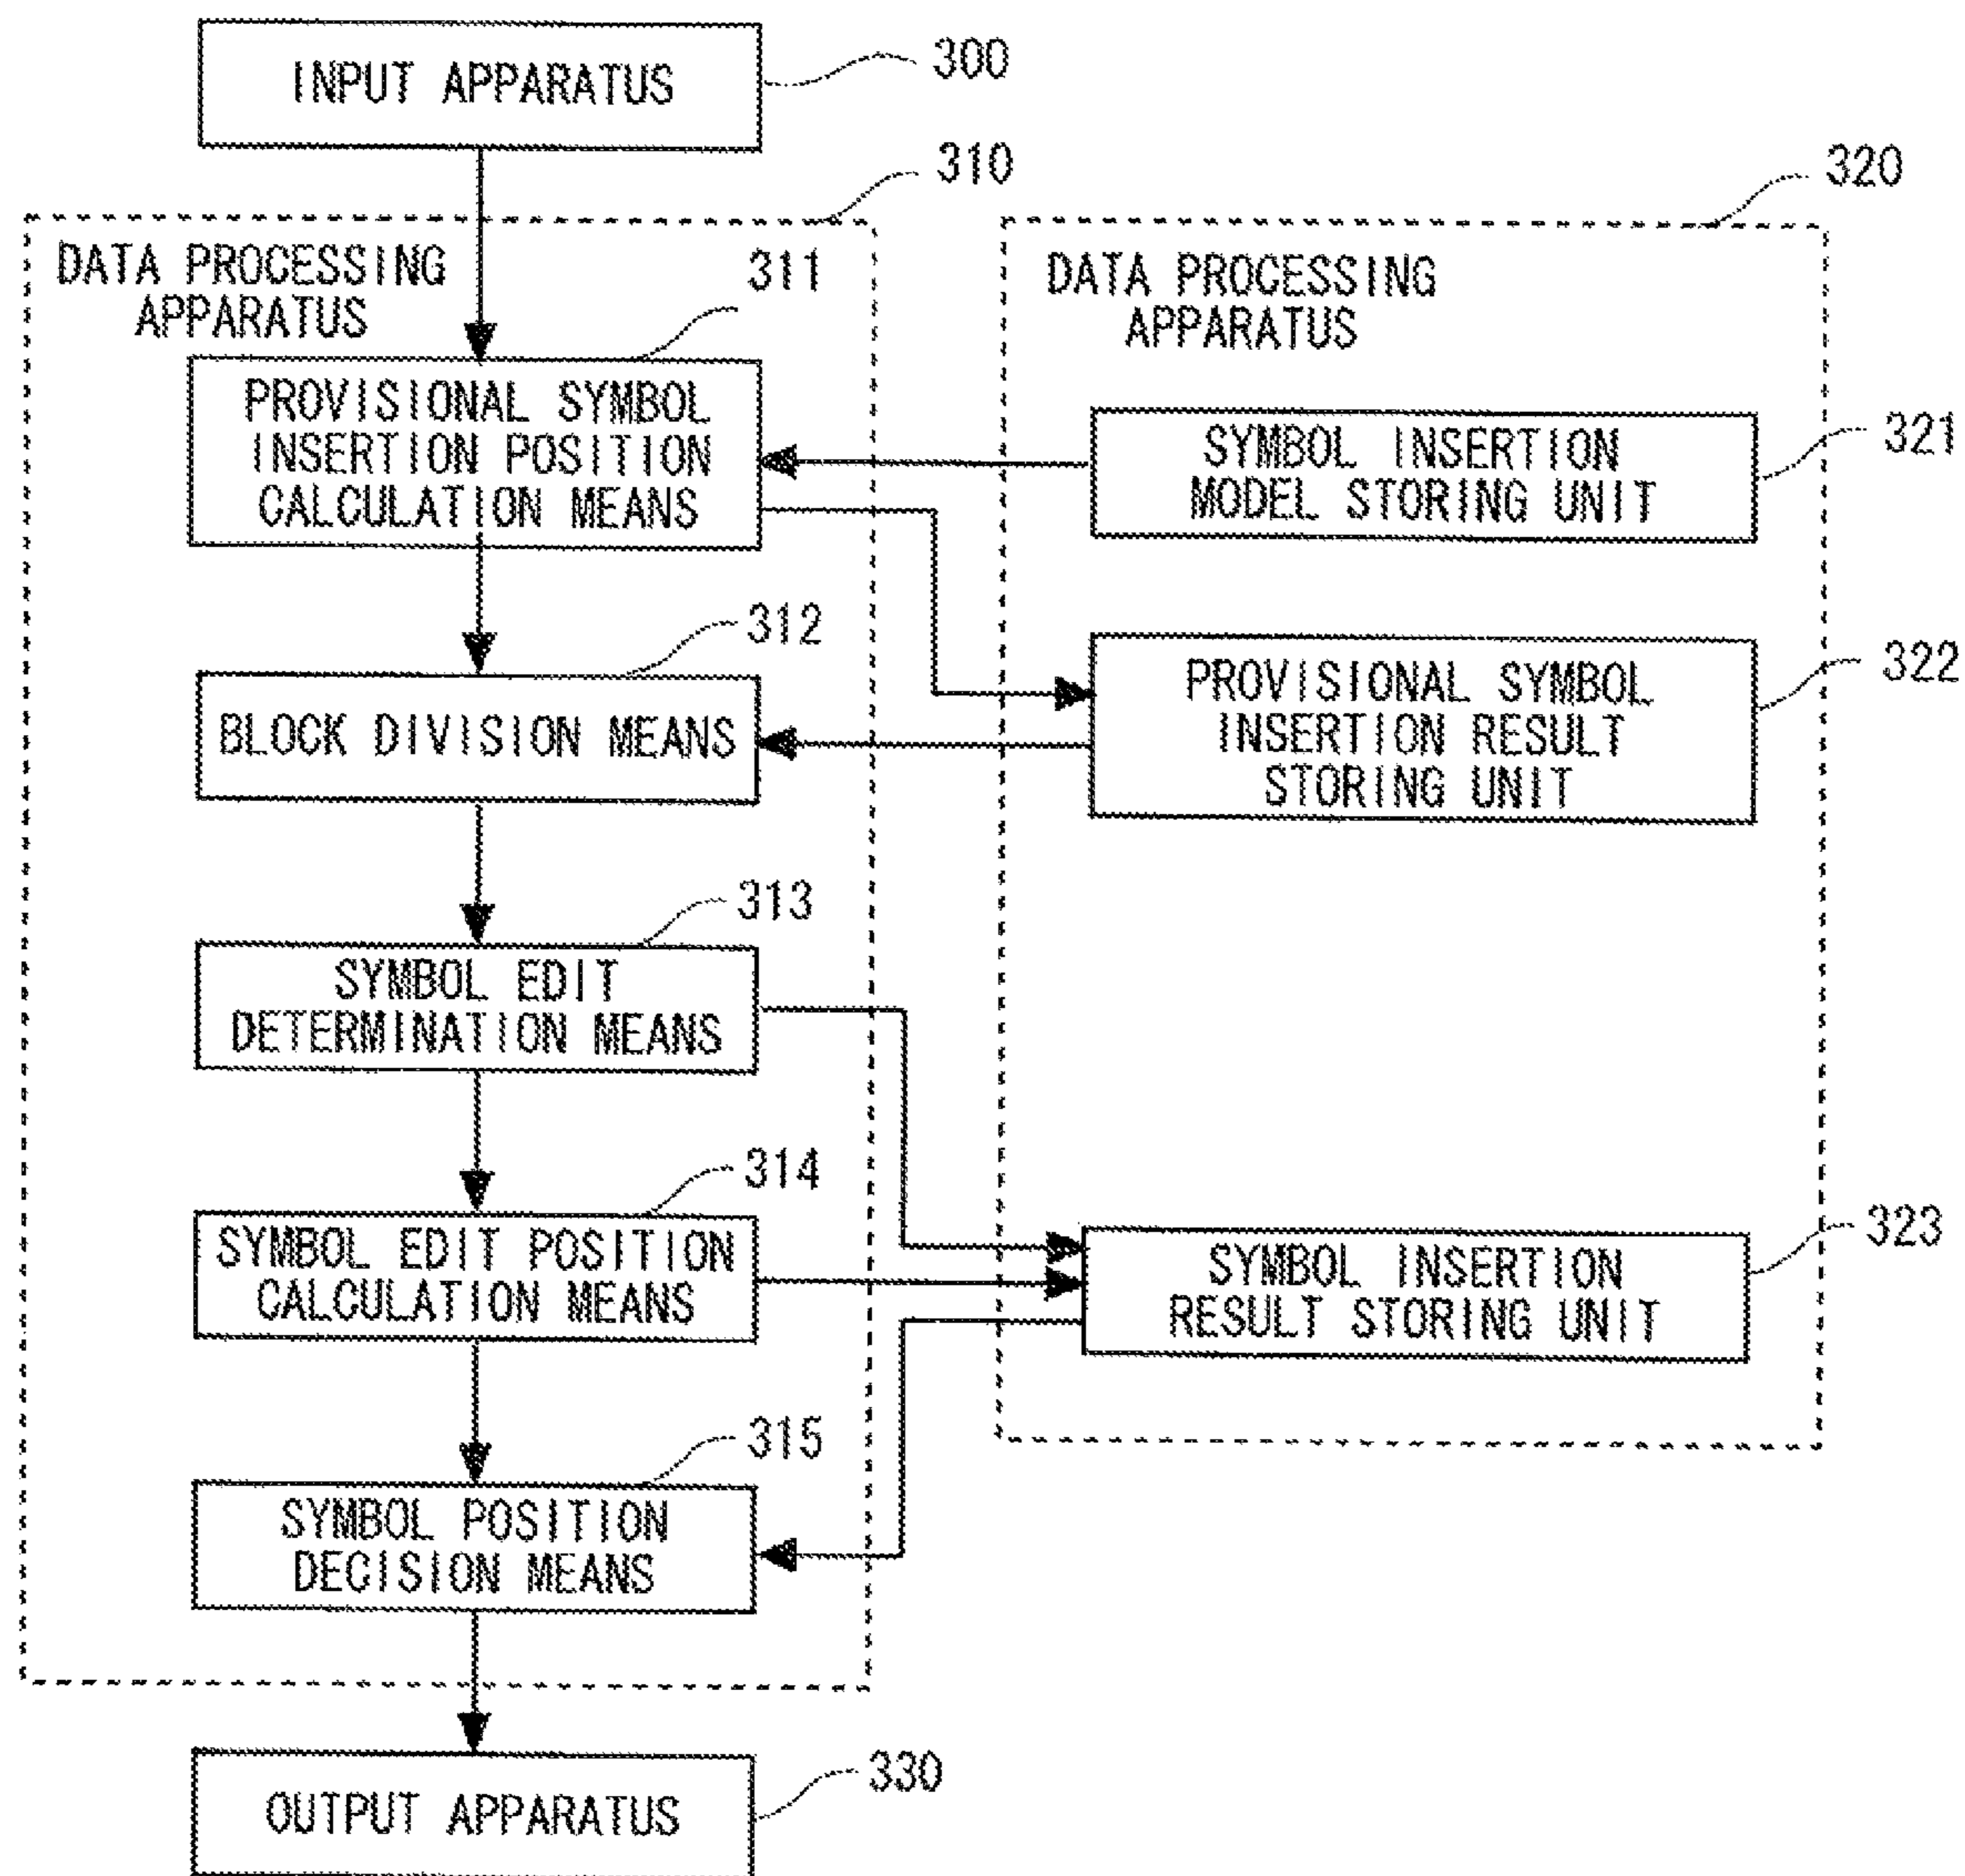 INPUT APPARATUS
300
310
320
DATA PROCESSING
APPARATUS
311
DATA PROCESSING
APPARATUS
PROVISIONAL SYMBOL
INSERTION POSITION
CALCULATION MEANS
SYMBOL INSERTION
MODEL STORING UNIT
321
312
BLOCK DIVISION MEANS
PROVISIONAL SYMBOL
INSERTION RESULT
STORING UNIT
322
313
SYMBOL EDIT
DETERMINATION MEANS
314
SYMBOL EDIT POSITION
CALCULATION MEANS
SYMBOL INSERTION
RESULT STORING UNIT
323
315
SYMBOL POSITION
DECISION MEANS
OUTPUT APPARATUS
330